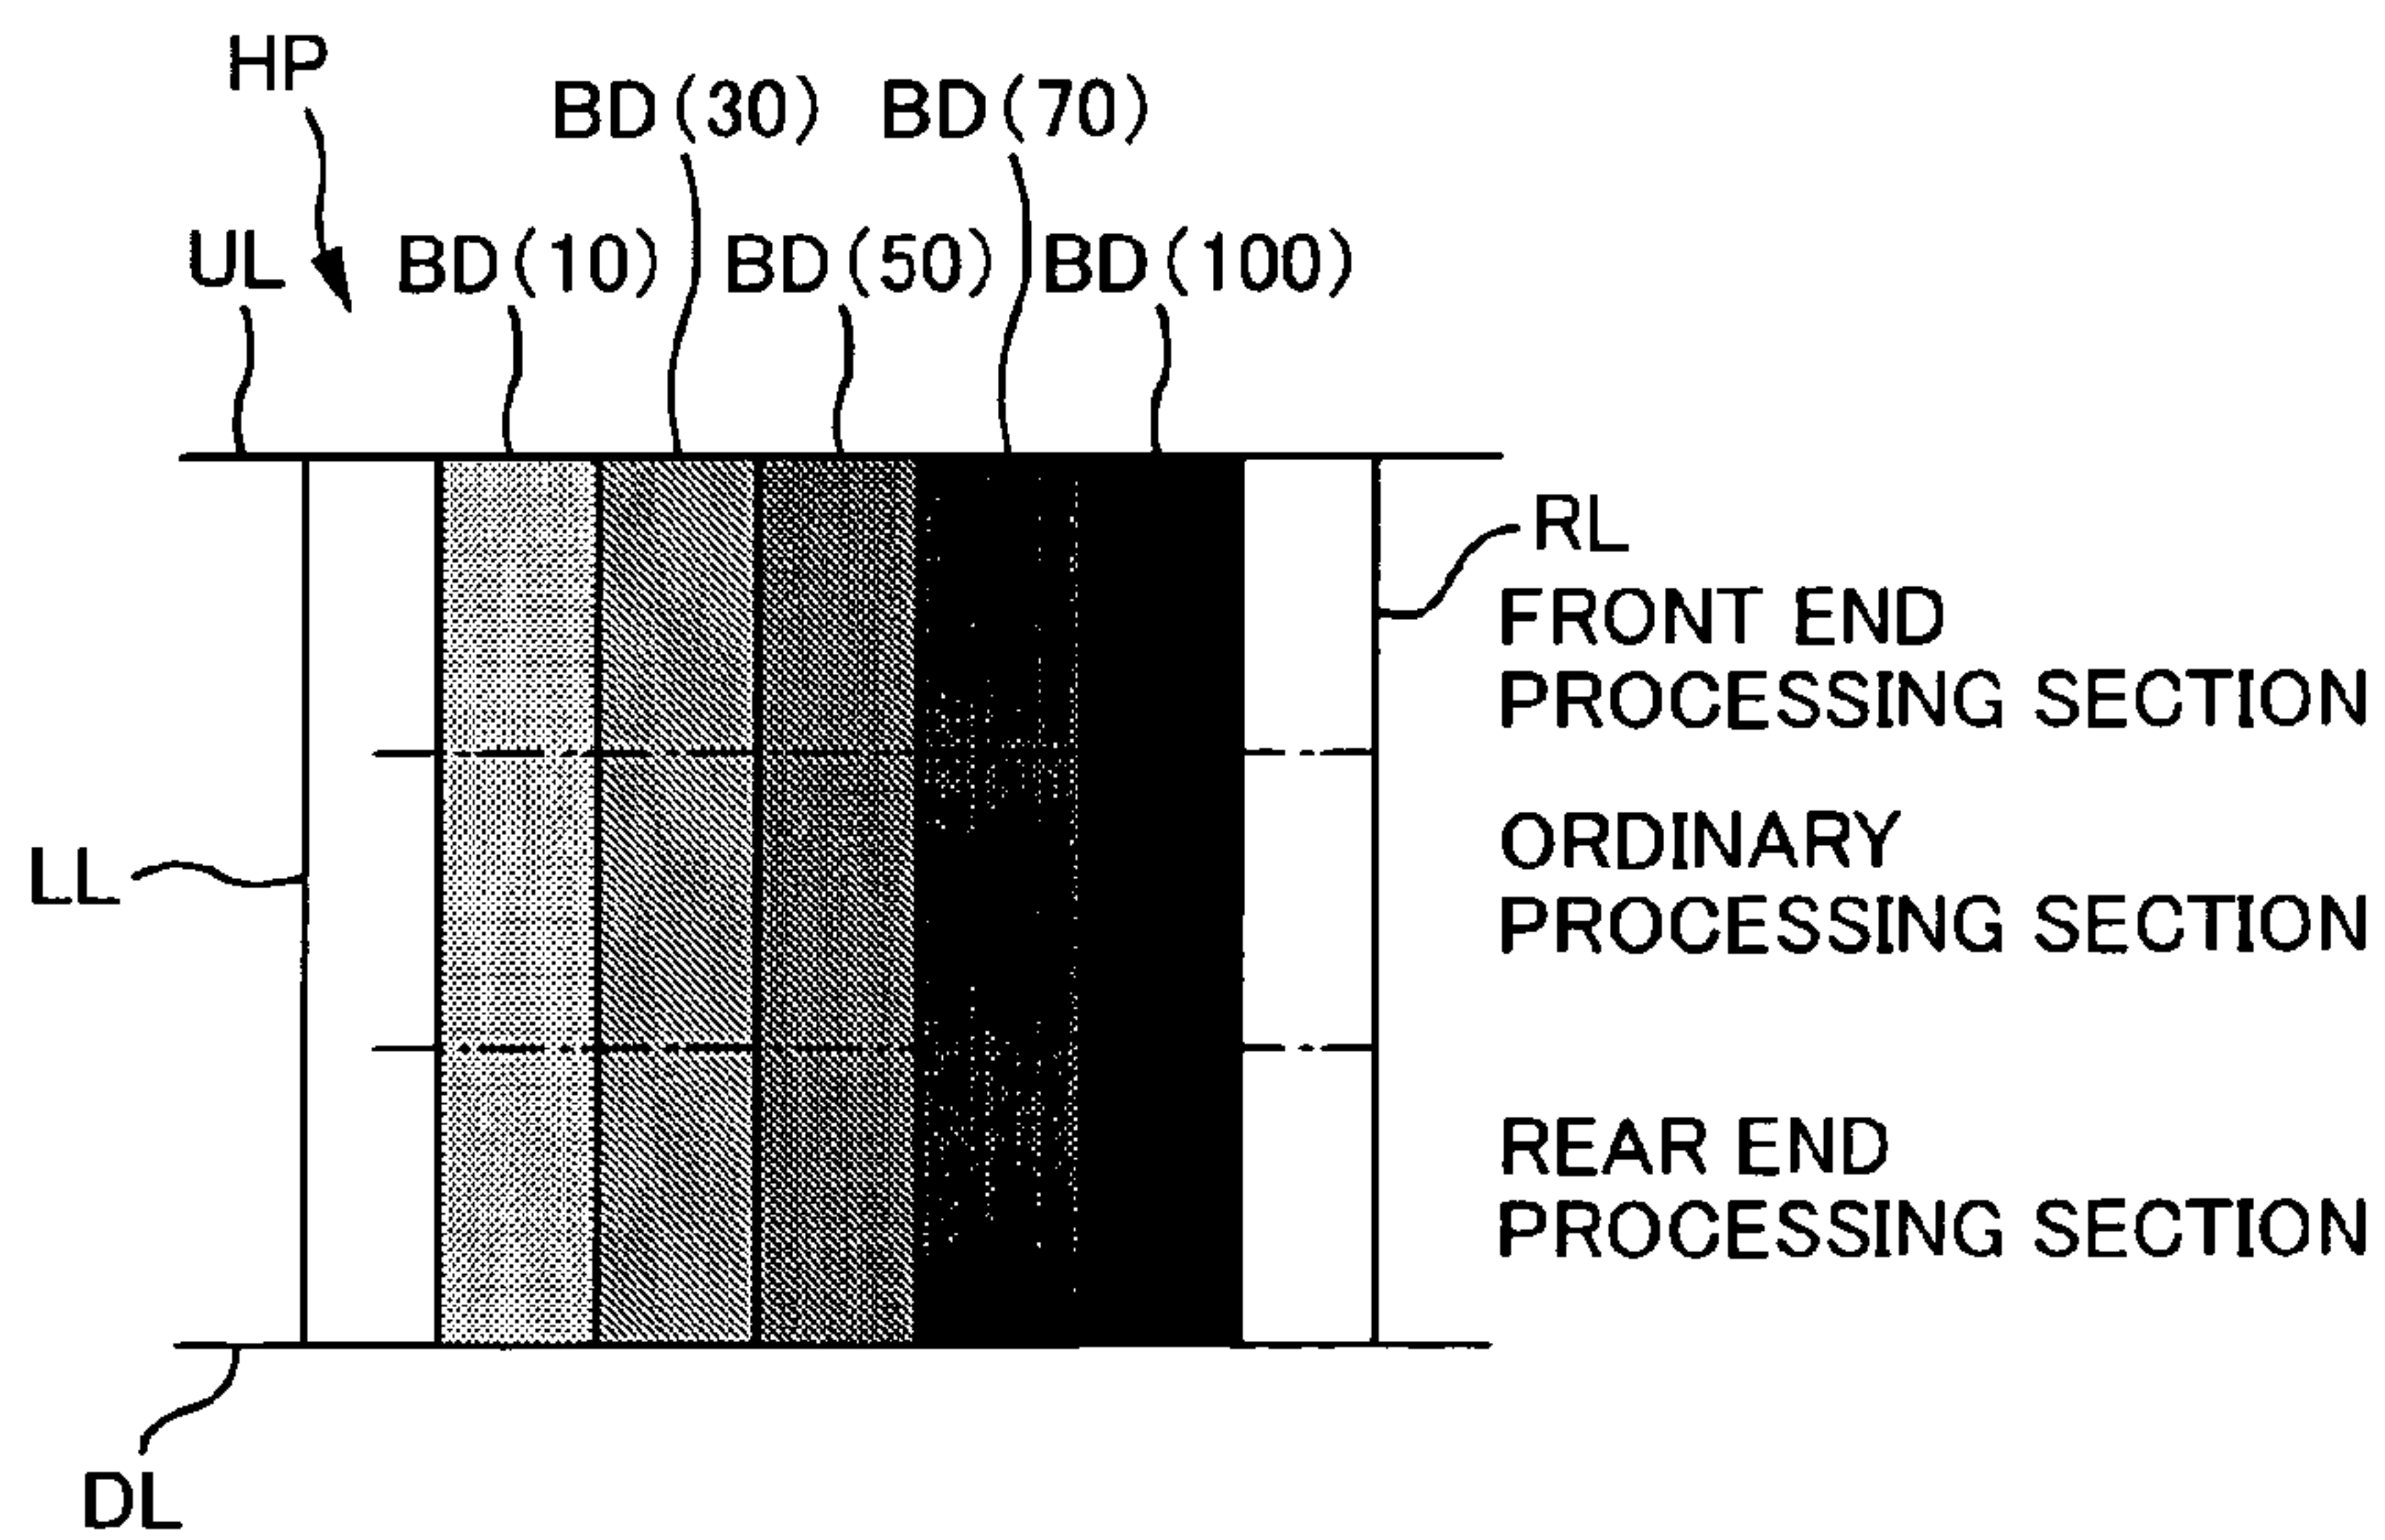 HP
BD(30) BD(70)
UL BD(10) BD(50) BD(100)
RL
FRONT END
PROCESSING SECTION
LL
ORDINARY
PROCESSING SECTION
REAR END
PROCESSING SECTION
DL